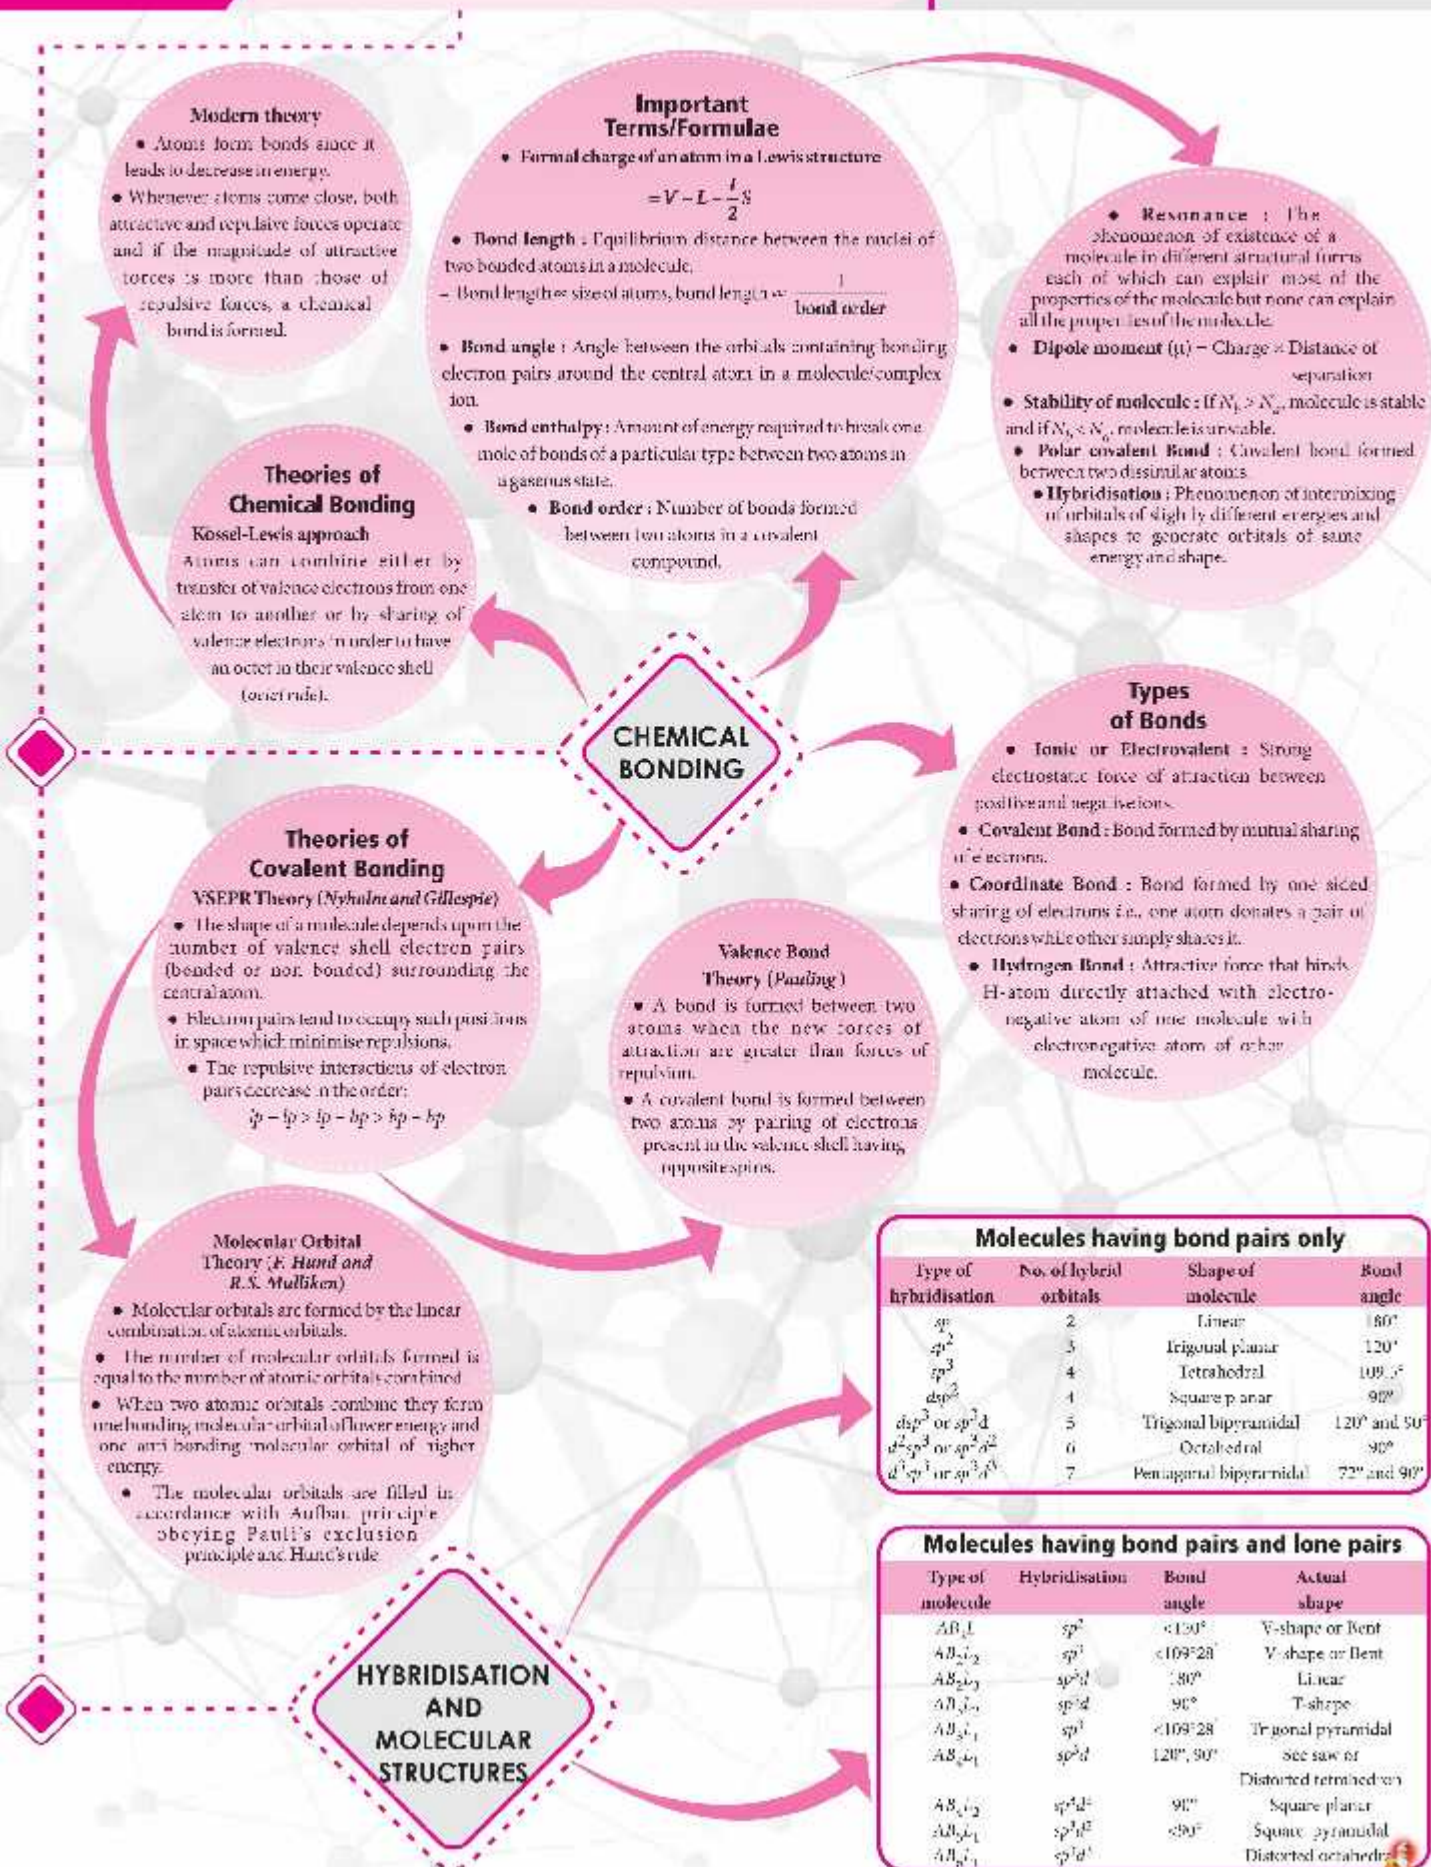 Modern theory
• Atoms form bonds since it
leads to decrease in energy.
• Whenever atoms come close, both
attractive and repulsive forces operate
and if the magnitude of attractive
forces is more than those of
repulsive forces, a chemical
bond is formed.
Important
Terms/Formulae
• Formal charge of an atom in a Lewis structure
= V – L – 1/2 S
• Bond length : Equilibrium distance between the nuclei of
two bonded atoms in a molecule.
– Bond length ∝ size of atoms, bond length ∝ 1/bond order
• Bond angle : Angle between the orbitals containing bonding
electron pairs around the central atom in a molecule/complex
ion.
• Bond enthalpy : Amount of energy required to break one
mole of bonds of a particular type between two atoms in
a gaseous state.
• Bond order : Number of bonds formed
between two atoms in a covalent
compound.
• Resonance : The
phenomenon of existence of a
molecule in different structural forms
each of which can explain most of the
properties of the molecule but none can explain
all the properties of the molecule.
• Dipole moment (μ) = Charge × Distance of
separation
• Stability of molecule : If Nb > Na, molecule is stable
and if Nb < Na, molecule is unstable.
• Polar covalent Bond : Covalent bond formed
between two dissimilar atoms.
• Hybridisation : Phenomenon of intermixing
of orbitals of slightly different energies and
shapes to generate orbitals of same
energy and shape.
Theories of
Chemical Bonding
Kossel-Lewis approach
Atoms can combine either by
transfer of valence electrons from one
atom to another or by sharing of
valence electrons in order to have
an octet in their valence shell
(octet rule).
CHEMICAL
BONDING
Types
of Bonds
• Ionic or Electrovalent : Strong
electrostatic force of attraction between
positive and negative ions.
• Covalent Bond : Bond formed by mutual sharing
of electrons.
• Coordinate Bond : Bond formed by one sided
sharing of electrons i.e., one atom donates a pair of
electrons while other simply shares it.
• Hydrogen Bond : Attractive force that binds
H-atom directly attached with electro-
negative atom of one molecule with
electronegative atom of other
molecule.
Theories of
Covalent Bonding
VSEPR Theory (Nyholm and Gillespie)
• The shape of a molecule depends upon the
number of valence shell electron pairs
(bonded or non bonded) surrounding the
central atom.
• Electron pairs tend to occupy such positions
in space which minimise repulsions.
• The repulsive interactions of electron
pairs decrease in the order:
lp – lp > lp – bp > bp – bp
Valence Bond
Theory (Pauling)
• A bond is formed between two
atoms when the new forces of
attraction are greater than forces of
repulsion.
• A covalent bond is formed between
two atoms by pairing of electrons
present in the valence shell having
opposite spins.
Molecular Orbital
Theory (F. Hund and
R.S. Mulliken)
• Molecular orbitals are formed by the linear
combination of atomic orbitals.
• The number of molecular orbitals formed is
equal to the number of atomic orbitals combined
• When two atomic orbitals combine they form
one bonding molecular orbital of lower energy and
one anti bonding molecular orbital of higher
energy.
• The molecular orbitals are filled in
accordance with Aufbau principle
obeying Pauli's exclusion
principle and Hund's rule.
HYBRIDISATION
AND
MOLECULAR
STRUCTURES
Molecules having bond pairs only
Type of hybridisation No. of hybrid orbitals Shape of molecule Bond angle
sp 2 Linear 180°
sp² 3 Trigonal planar 120°
sp³ 4 Tetrahedral 109.5°
dsp² 4 Square planar 90°
dsp³ or sp³d 5 Trigonal bipyramidal 120° and 90°
d²sp³ or sp³d² 6 Octahedral 90°
d³sp³ or sp³d³ 7 Pentagonal bipyramidal 72° and 90°
Molecules having bond pairs and lone pairs
Type of molecule Hybridisation Bond angle Actual shape
sp² V-shape or Bent
AB₂L₂ sp³ <109°28' V-shape or Bent
AB₂L₃ sp³d 180° Linear
AB₃L₂ sp³d 90° T-shape
AB₃L₁ sp³ <109°28' Trigonal pyramidal
AB₄L₁ sp³d 120°, 90° See saw or
Distorted tetrahedron
AB₄L₂ sp³d² 90° Square planar
AB₅L₁ sp³d² <90° Square pyramidal
AB₆L₁ sp³d³ Distorted